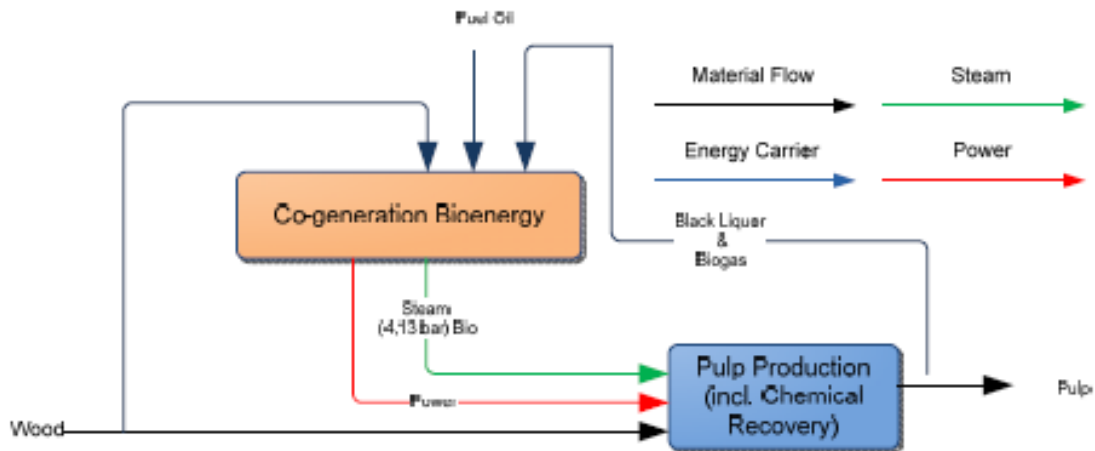 Fuel Oil
Material Flow
Steam
Energy Carrier
Power
Co-generation Bioenergy
Black Liquer
&
Biogas
Steam
(4,13 bar) Bio
Pulp Production
(incl. Chemical
Recovery)
Power
Pulp
Wood